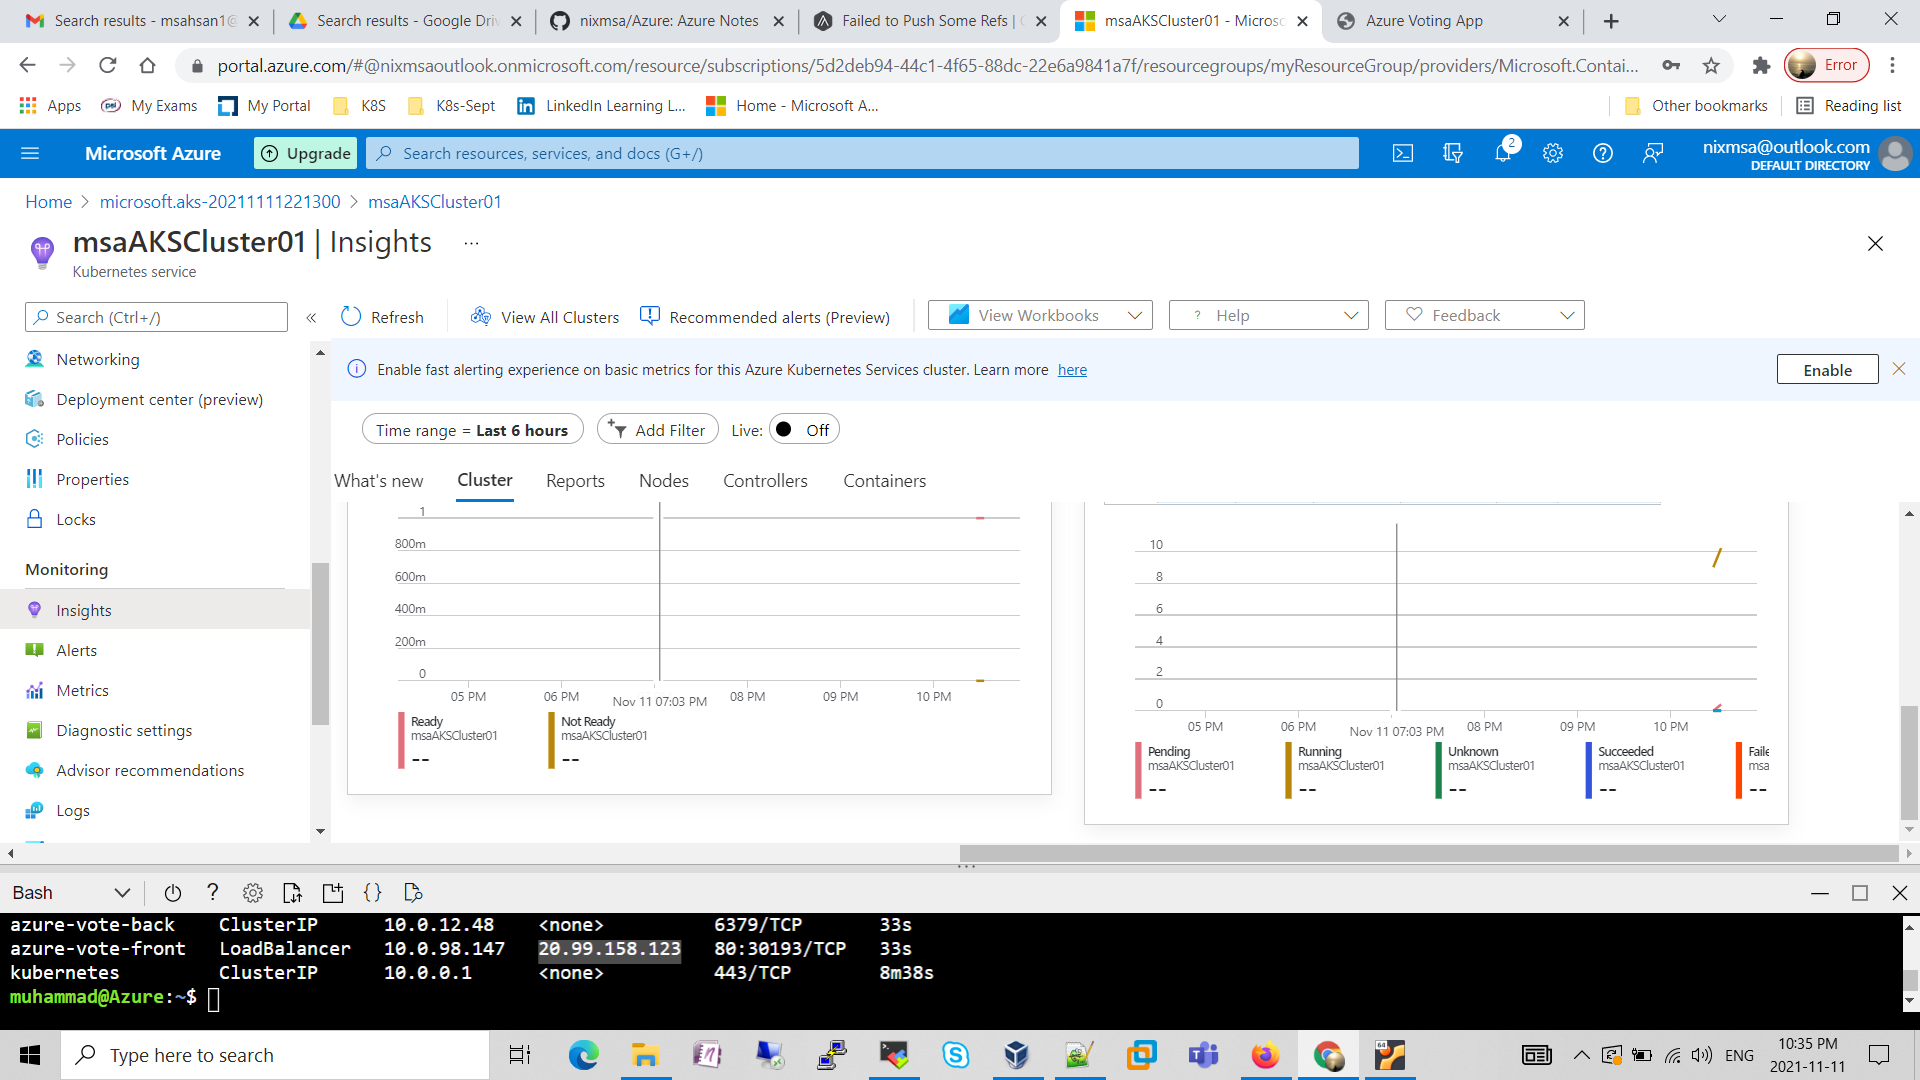 Search results - msahsan1@
Search results - Google Driv
nixmsa/Azure: Azure Notes
Failed to Push Some Refs |
msaAKSCluster01 - Microso
Azure Voting App
portal.azure.com/#@nixmsaoutlook.onmicrosoft.com/resource/subscriptions/5d2deb94-44c1-4f65-88dc-22e6a9841a7f/resourcegroups/myResourceGroup/providers/Microsoft.Contai...
Error
Apps
My Exams
My Portal
K8S
K8s-Sept
LinkedIn Learning L...
Home - Microsoft A...
Other bookmarks
Reading list
Microsoft Azure
Upgrade
Search resources, services, and docs (G+/)
2
nixmsa@outlook.com
DEFAULT DIRECTORY
Home > microsoft.aks-20211111221300 > msaAKSCluster01
msaAKSCluster01 | Insights ...
Kubernetes service
Search (Ctrl+/)
«
Refresh
View All Clusters
Recommended alerts (Preview)
View Workbooks
? Help
Feedback
Networking
Deployment center (preview)
Policies
Properties
Locks
Monitoring
Insights
Alerts
Metrics
Diagnostic settings
Advisor recommendations
Logs
Enable fast alerting experience on basic metrics for this Azure Kubernetes Services cluster. Learn more here
Enable
Time range = Last 6 hours
Add Filter
Live: Off
What's new
Cluster
Reports
Nodes
Controllers
Containers
1
800m
600m
400m
200m
0
05 PM
06 PM
Nov 11 07:03 PM
08 PM
09 PM
10 PM
Ready
msaAKSCluster01
--
Not Ready
msaAKSCluster01
--
10
8
6
4
2
0
05 PM
06 PM
Nov 11 07:03 PM
08 PM
09 PM
10 PM
Pending
msaAKSCluster01
--
Running
msaAKSCluster01
--
Unknown
msaAKSCluster01
--
Succeeded
msaAKSCluster01
--
Faile
msa
--
Bash
?
{}
azure-vote-back ClusterIP 10.0.12.48 <none> 6379/TCP 33s
azure-vote-front LoadBalancer 10.0.98.147 20.99.158.123 80:30193/TCP 33s
kubernetes ClusterIP 10.0.0.1 <none> 443/TCP 8m38s
muhammad@Azure:~$
Type here to search
64
ENG
10:35 PM
2021-11-11